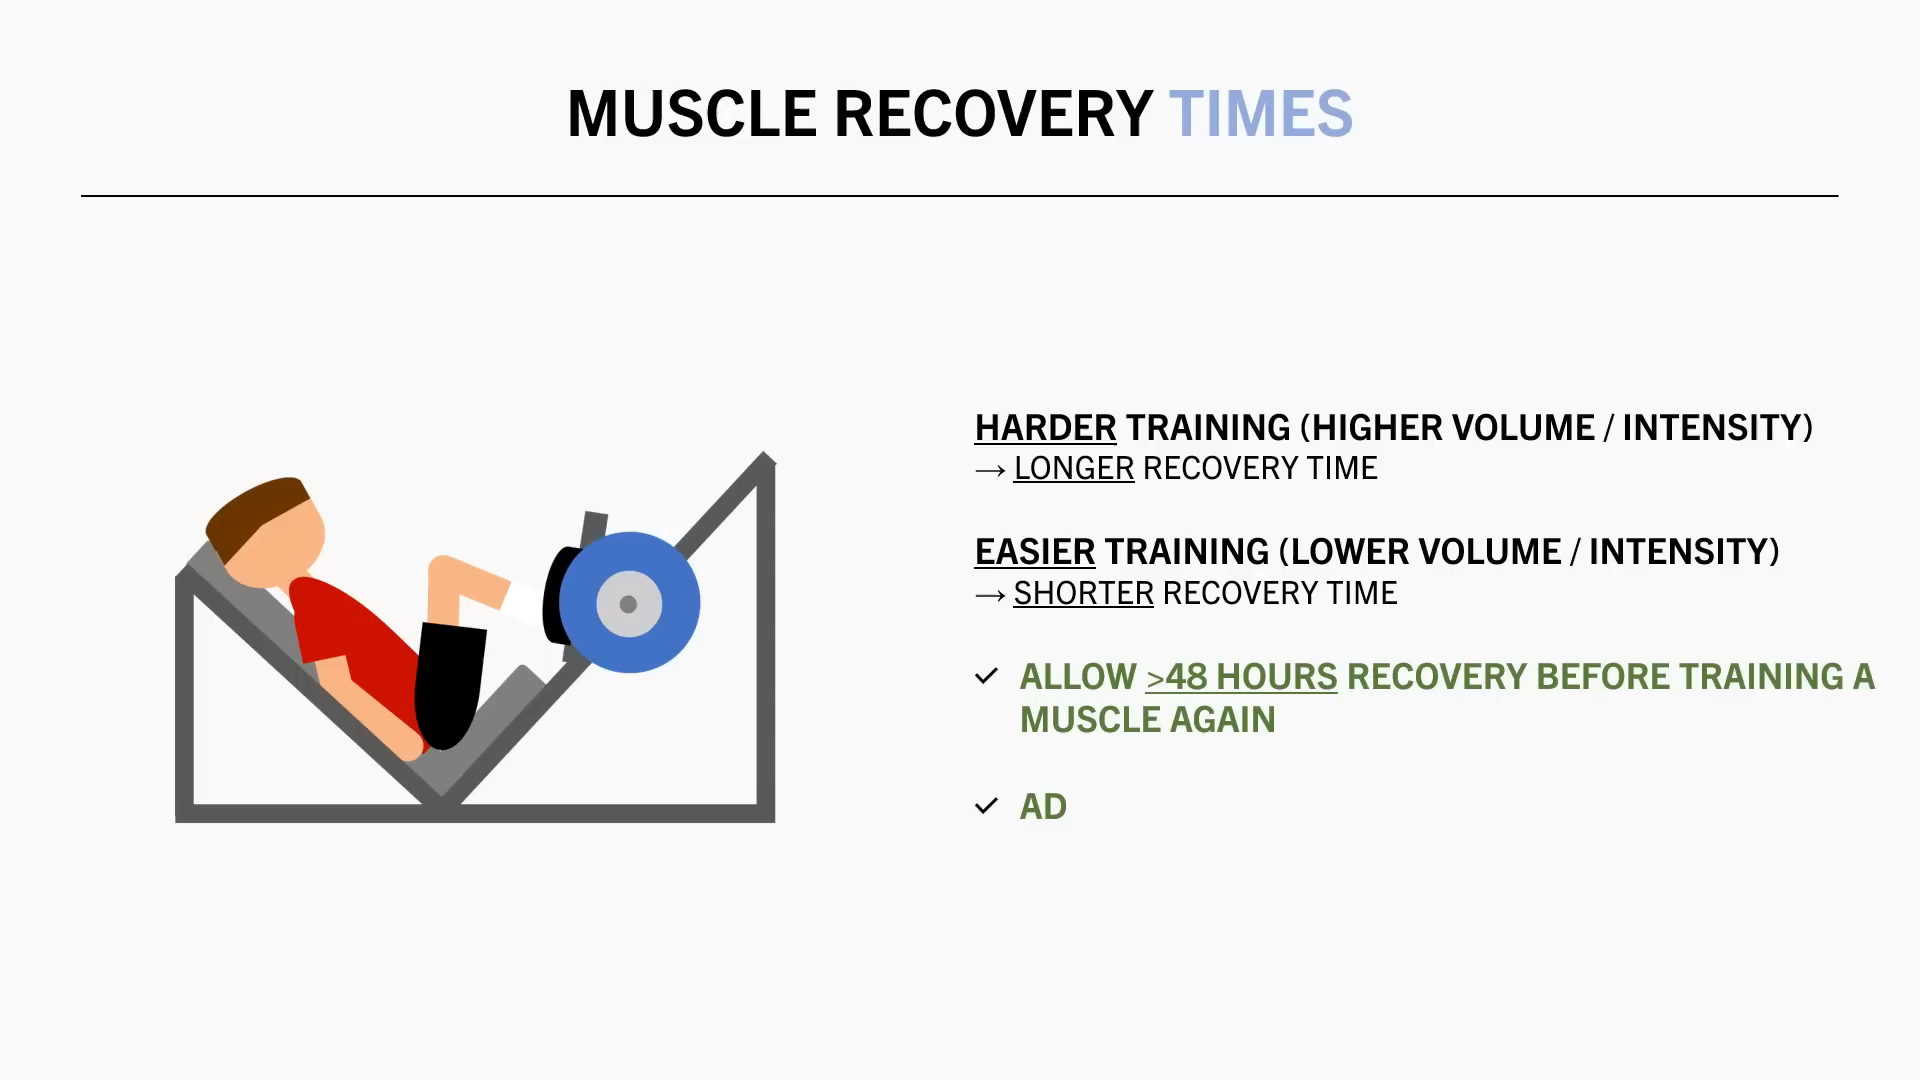 MUSCLE RECOVERY TIMES
HARDER TRAINING (HIGHER VOLUME / INTENSITY)
→ LONGER RECOVERY TIME
EASIER TRAINING (LOWER VOLUME / INTENSITY)
→ SHORTER RECOVERY TIME
✓ ALLOW >48 HOURS RECOVERY BEFORE TRAINING A
MUSCLE AGAIN
✓ AD